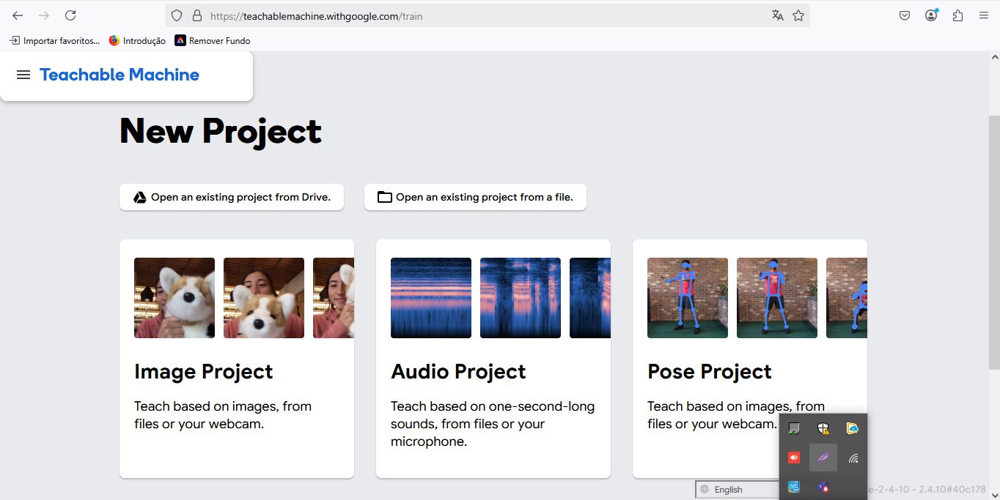 https://teachablemachine.withgoogle.com/train
Importar favoritos...
Introdução
Remover Fundo
Teachable Machine
New Project
Open an existing project from Drive.
Open an existing project from a file.
Image Project
Teach based on images, from
files or your webcam.
Audio Project
Teach based on one-second-long
sounds, from files or your
microphone.
Pose Project
Teach based on images, from
files or your webcam.
English
e-2-4-10 - 2.4.10#40c178